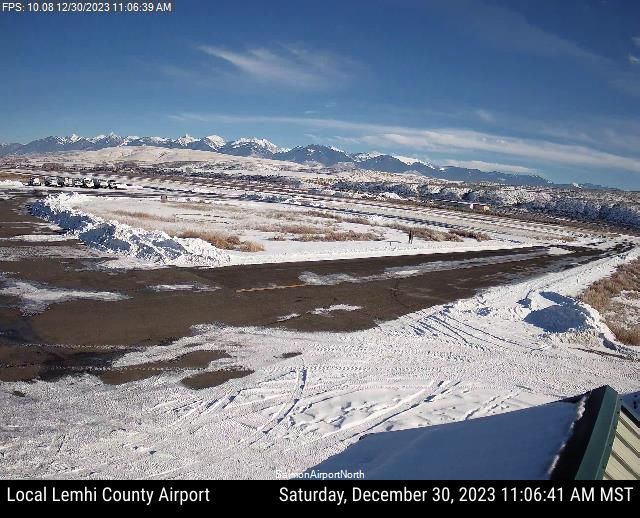 FPS: 10.08 12/30/2023 11:06:39 AM
SalmonAirportNorth
Local Lemhi County Airport Saturday, December 30, 2023 11:06:41 AM MST